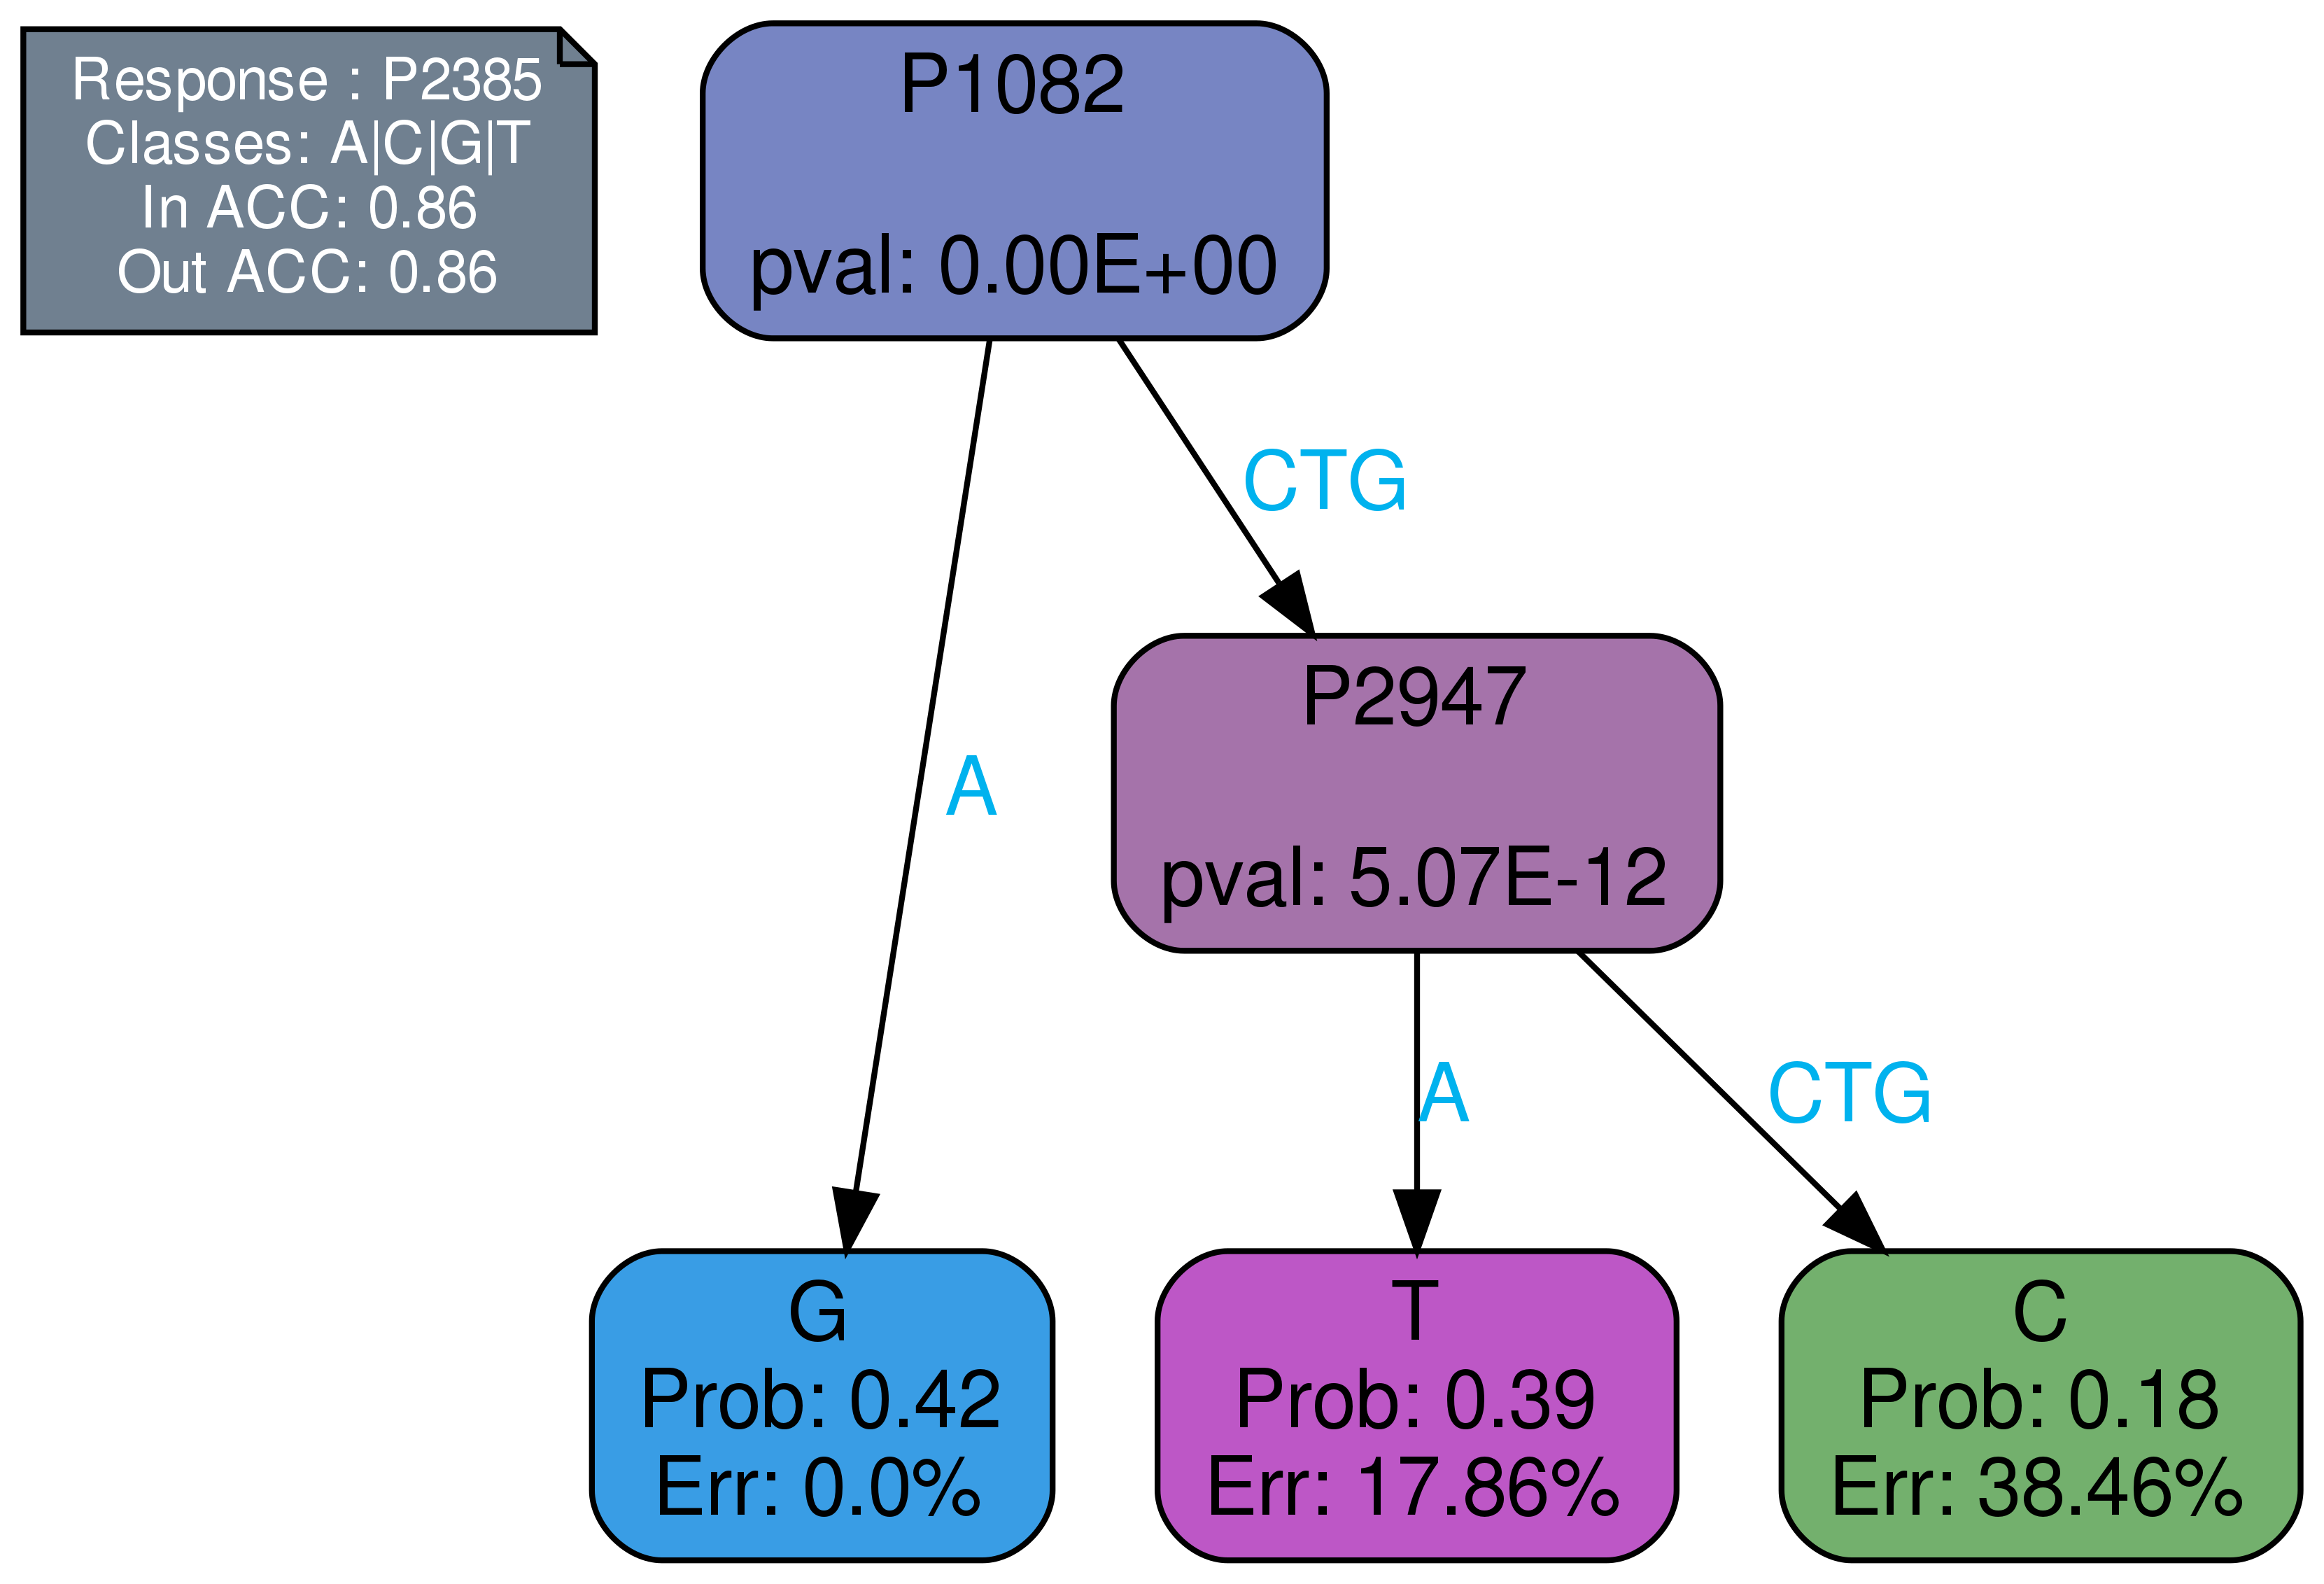 Response : P2385
Classes: A|C|G|T
In ACC: 0.86
Out ACC: 0.86
P1082
pval: 0.00E+00
CTG
P2947
pval: 5.07E-12
A
A
CTG
G
Prob: 0.42
Err: 0.0%
T
Prob: 0.39
Err: 17.86%
C
Prob: 0.18
Err: 38.46%